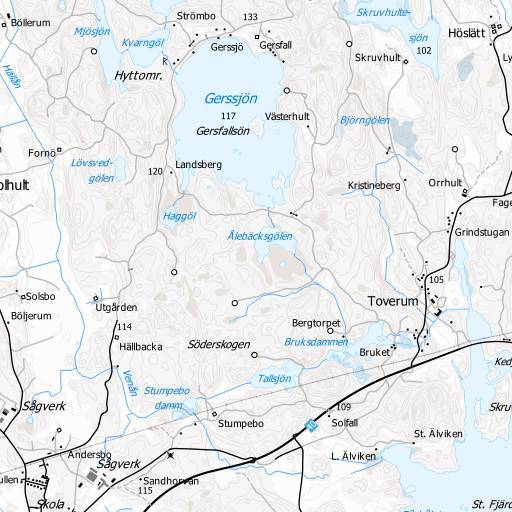 Strömbo
133
Skruvhulte-
sjön
Böllerum
Mjösjön
Kvarngöl
Gerssjö
Gersfall
102
Höslätt
Skruvhult
Hyttomr.
Hällån
Gerssjön
117
Gersfallsön
Västerhult
Björngölen
Fornö
Lövsved-
gölen
Landsberg
120
Kristineberg
Orrhult
Haggöl
Grindstugan
Ålebäcksgölen
105
Solsbo
Utgården
Toverum
Böljerum
114
Bergtorpet
Hällbacka
Söderskogen
Bruksdammen
Bruket
Venån
Tallsjön
Stumpebo
damm
Sågverk
109
Stumpebo
Solfall
St. Älviken
Andersbo
Sågverk
L. Älviken
Sandhorvan
115
Skola